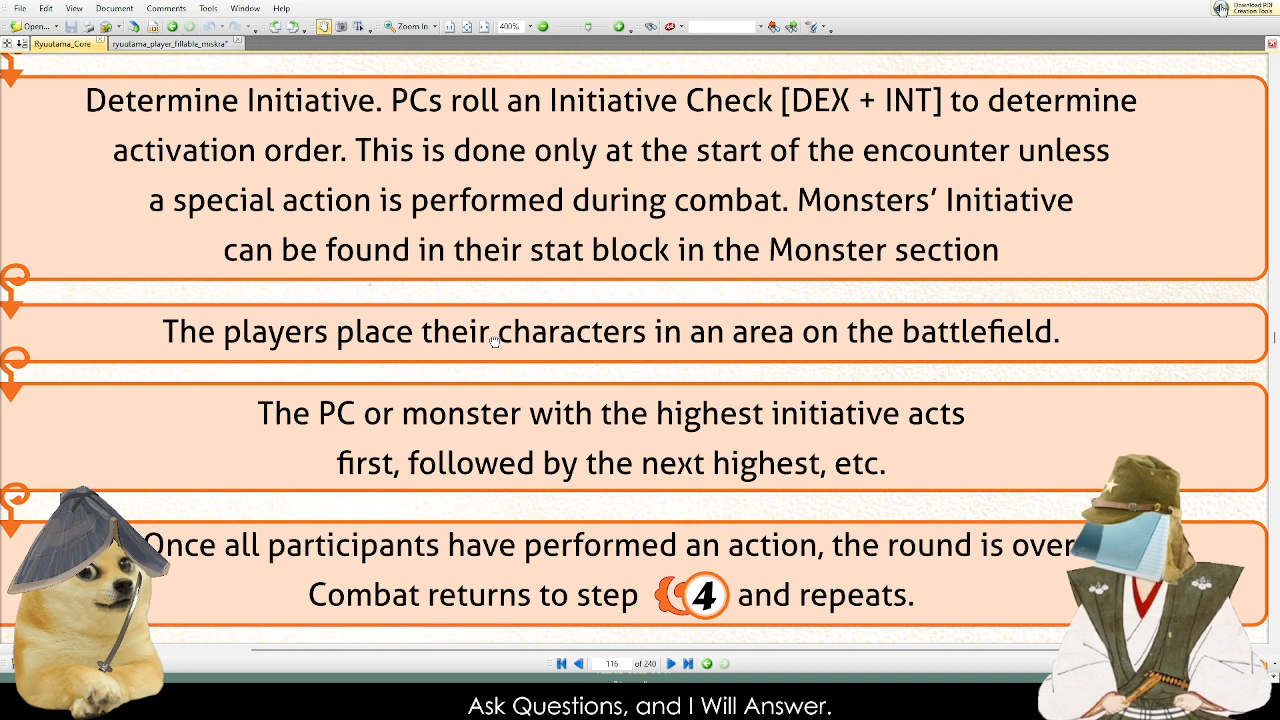 File Edit View Document Comments Tools Window Help
Download PDF
Creation Tools
Open... Zoom In 400%
Ryuutama_Core ryuutama_player_fillable_miskra*
Determine Initiative. PCs roll an Initiative Check [DEX + INT] to determine
activation order. This is done only at the start of the encounter unless
a special action is performed during combat. Monsters’ Initiative
can be found in their stat block in the Monster section
The players place their characters in an area on the battlefield.
The PC or monster with the highest initiative acts
first, followed by the next highest, etc.
Once all participants have performed an action, the round is over
Combat returns to step 4 and repeats.
116 of 240
Ask Questions, and I Will Answer.